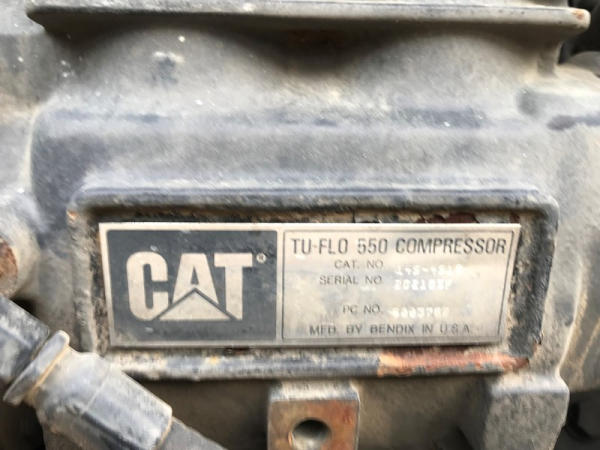 CAT®
TU-FLO 550 COMPRESSOR
CAT. NO.
SERIAL NO.
PC NO.
MFD. BY BENDIX IN U.S.A.